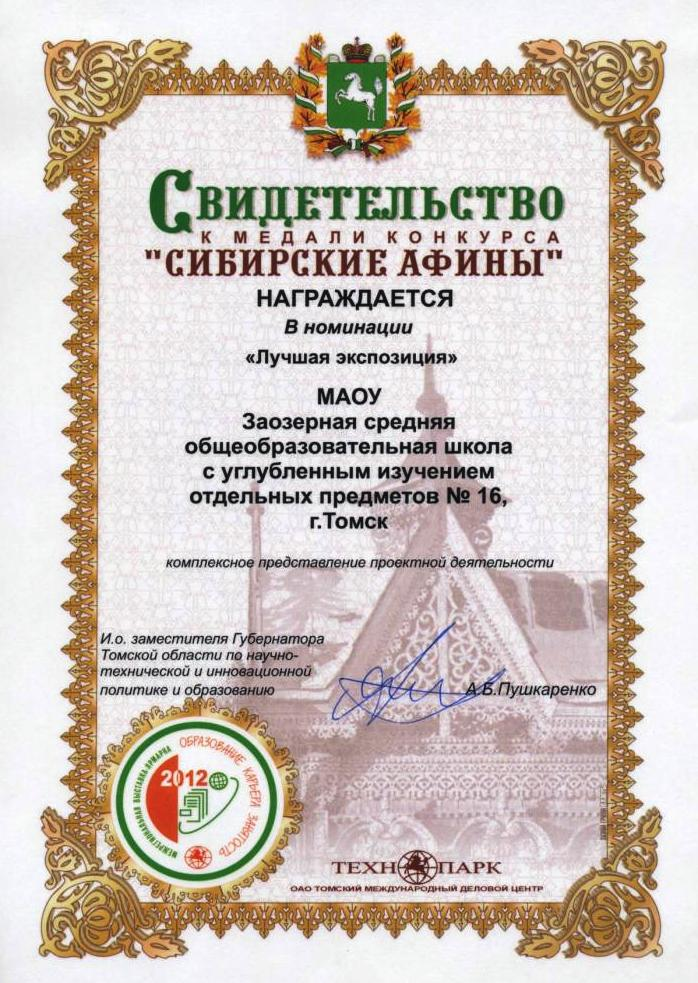 Свидетельство
К МЕДАЛИ КОНКУРСА
"СИБИРСКИЕ АФИНЫ"
НАГРАЖДАЕТСЯ
В номинации
«Лучшая экспозиция»
МАОУ
Заозерная средняя
общеобразовательная школа
с углубленным изучением
отдельных предметов № 16,
г.Томск
комплексное представление проектной деятельности
И.о. заместителя Губернатора
Томской области по научно-
технической и инновационной
политике и образованию
А.Б.Пушкаренко
МЕЖРЕГИОНАЛЬНАЯ ВЫСТАВКА-ЯРМАРКА
ОБРАЗОВАНИЕ КАРЬЕРА ЗАНЯТОСТЬ
2012
ТЕХНОПАРК
ОАО ТОМСКИЙ МЕЖДУНАРОДНЫЙ ДЕЛОВОЙ ЦЕНТР